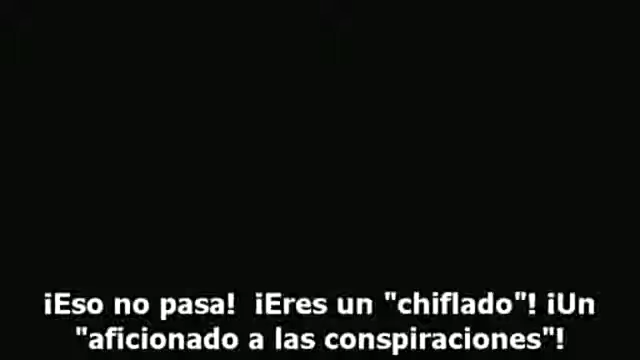 ¡Eso no pasa!  ¡Eres un "chiflado"! ¡Un
"aficionado a las conspiraciones"!